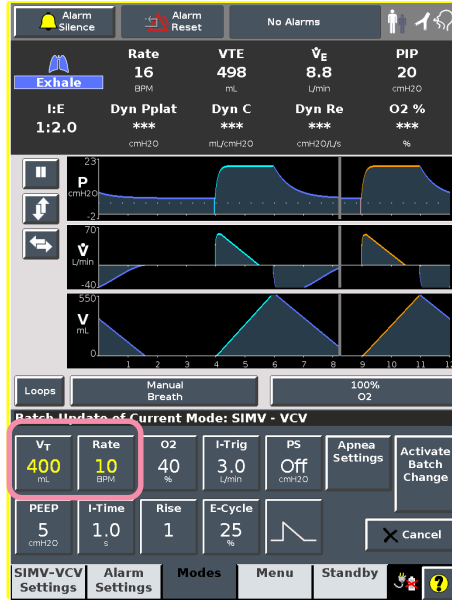 Alarm Silence
Alarm Reset
No Alarms
Exhale
Rate VTE V̇E PIP
16 498 8.8 20
BPM mL L/min cmH2O
I:E Dyn Pplat Dyn C Dyn Re O2 %
1:2.0 *** *** *** ***
cmH2O mL/cmH2O cmH2O/L/s %
23
P
cmH2O
-2
70
V̇
L/min
-40
550
V
mL
0
1 2 3 4 5 6 7 8 9 10 11 12
Loops
Manual Breath
100% O2
Batch Update of Current Mode: SIMV - VCV
VT Rate O2 I-Trig PS Apnea Settings
400 10 40 3.0 Off
mL BPM % L/min cmH2O
Activate Batch Change
PEEP I-Time Rise E-Cycle
5 1.0 1 25
cmH2O s %
Cancel
SIMV-VCV Settings
Alarm Settings
Modes
Menu
Standby
?